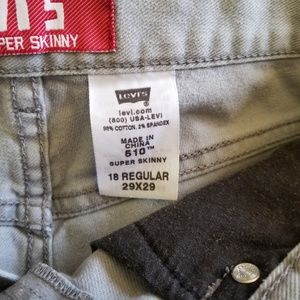 PER SKINNY
Levi's
levi.com
(800) USA-LEVI
98% COTTON, 2% SPANDEX
MADE IN
CHINA
510™
SUPER SKINNY
18 REGULAR
29X29